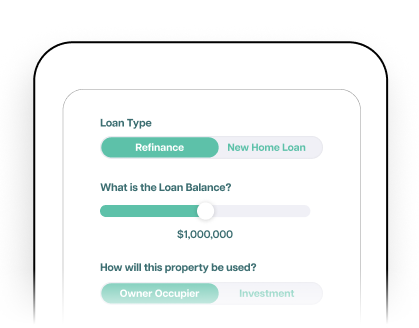 Loan Type
Refinance New Home Loan
What is the Loan Balance?
$1,000,000
How will this property be used?
Owner Occupier Investment